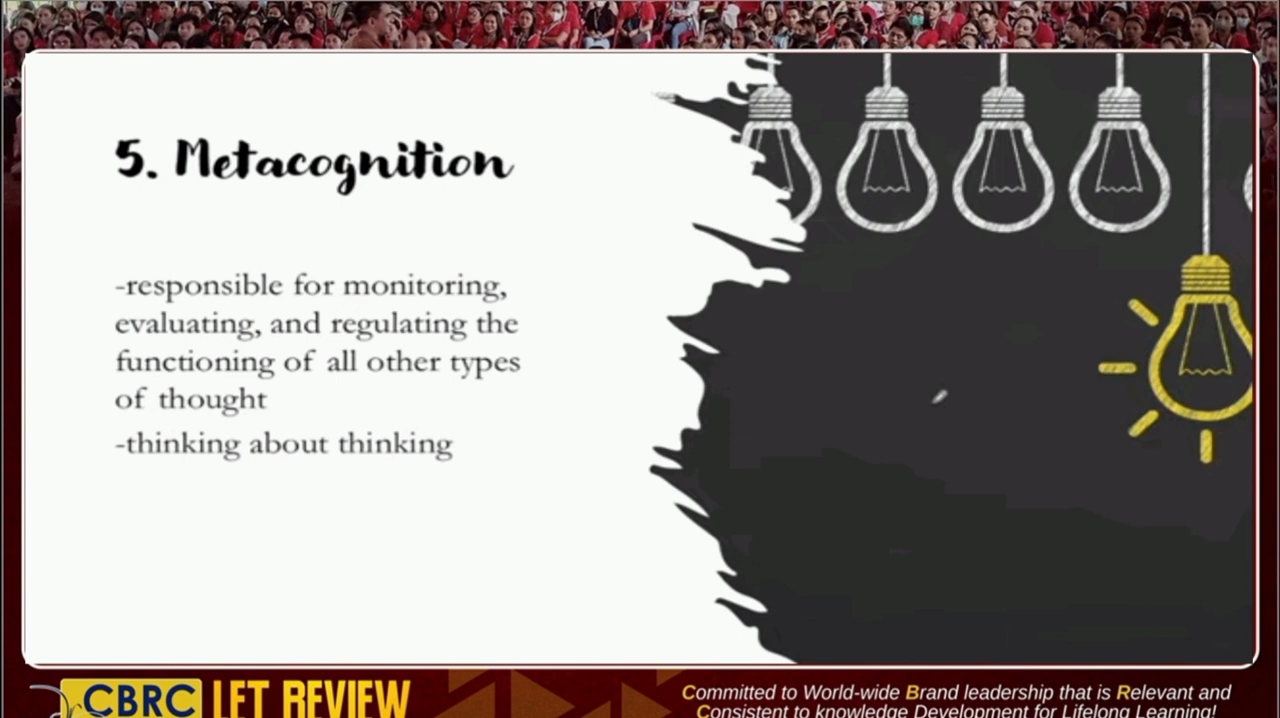 5. Metacognition
-responsible for monitoring,
evaluating, and regulating the
functioning of all other types
of thought
-thinking about thinking
CBRC LET REVIEW
Committed to World-wide Brand leadership that is Relevant and
Consistent to knowledge Development for Lifelong Learning!